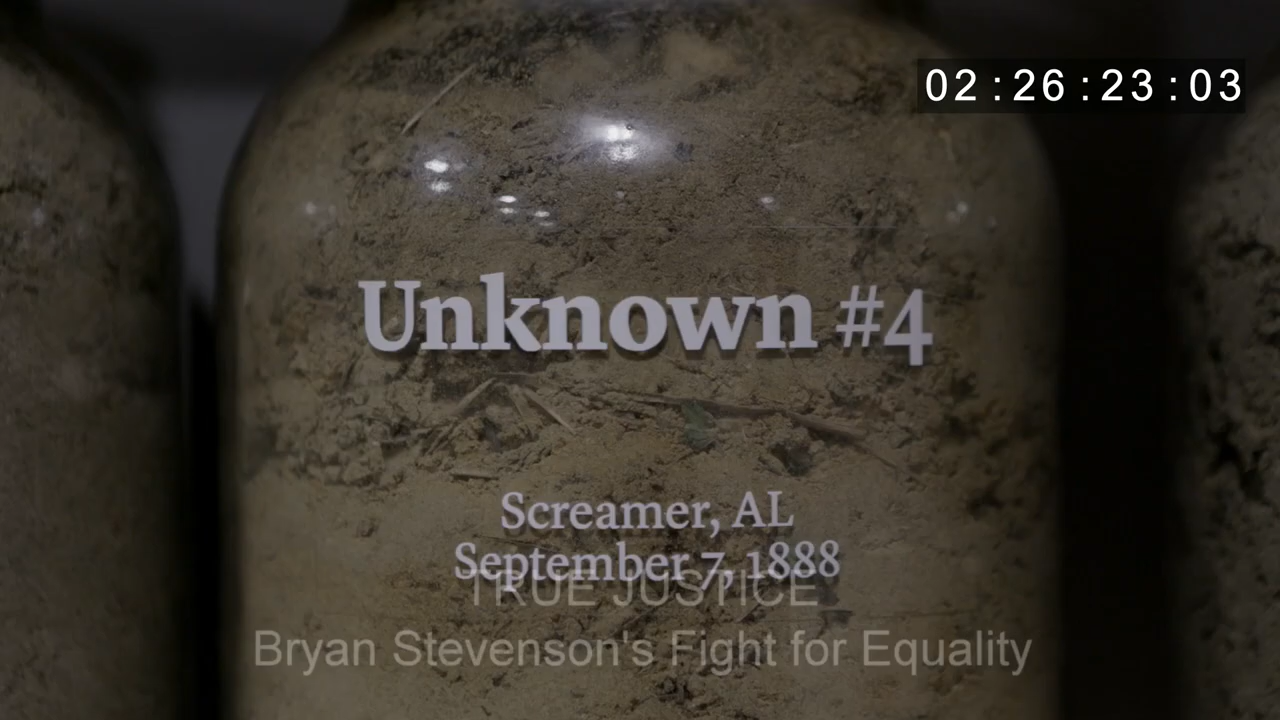 02:26:23:03
Unknown #4
Screamer, AL
September 7, 1888
TRUE JUSTICE
Bryan Stevenson's Fight for Equality